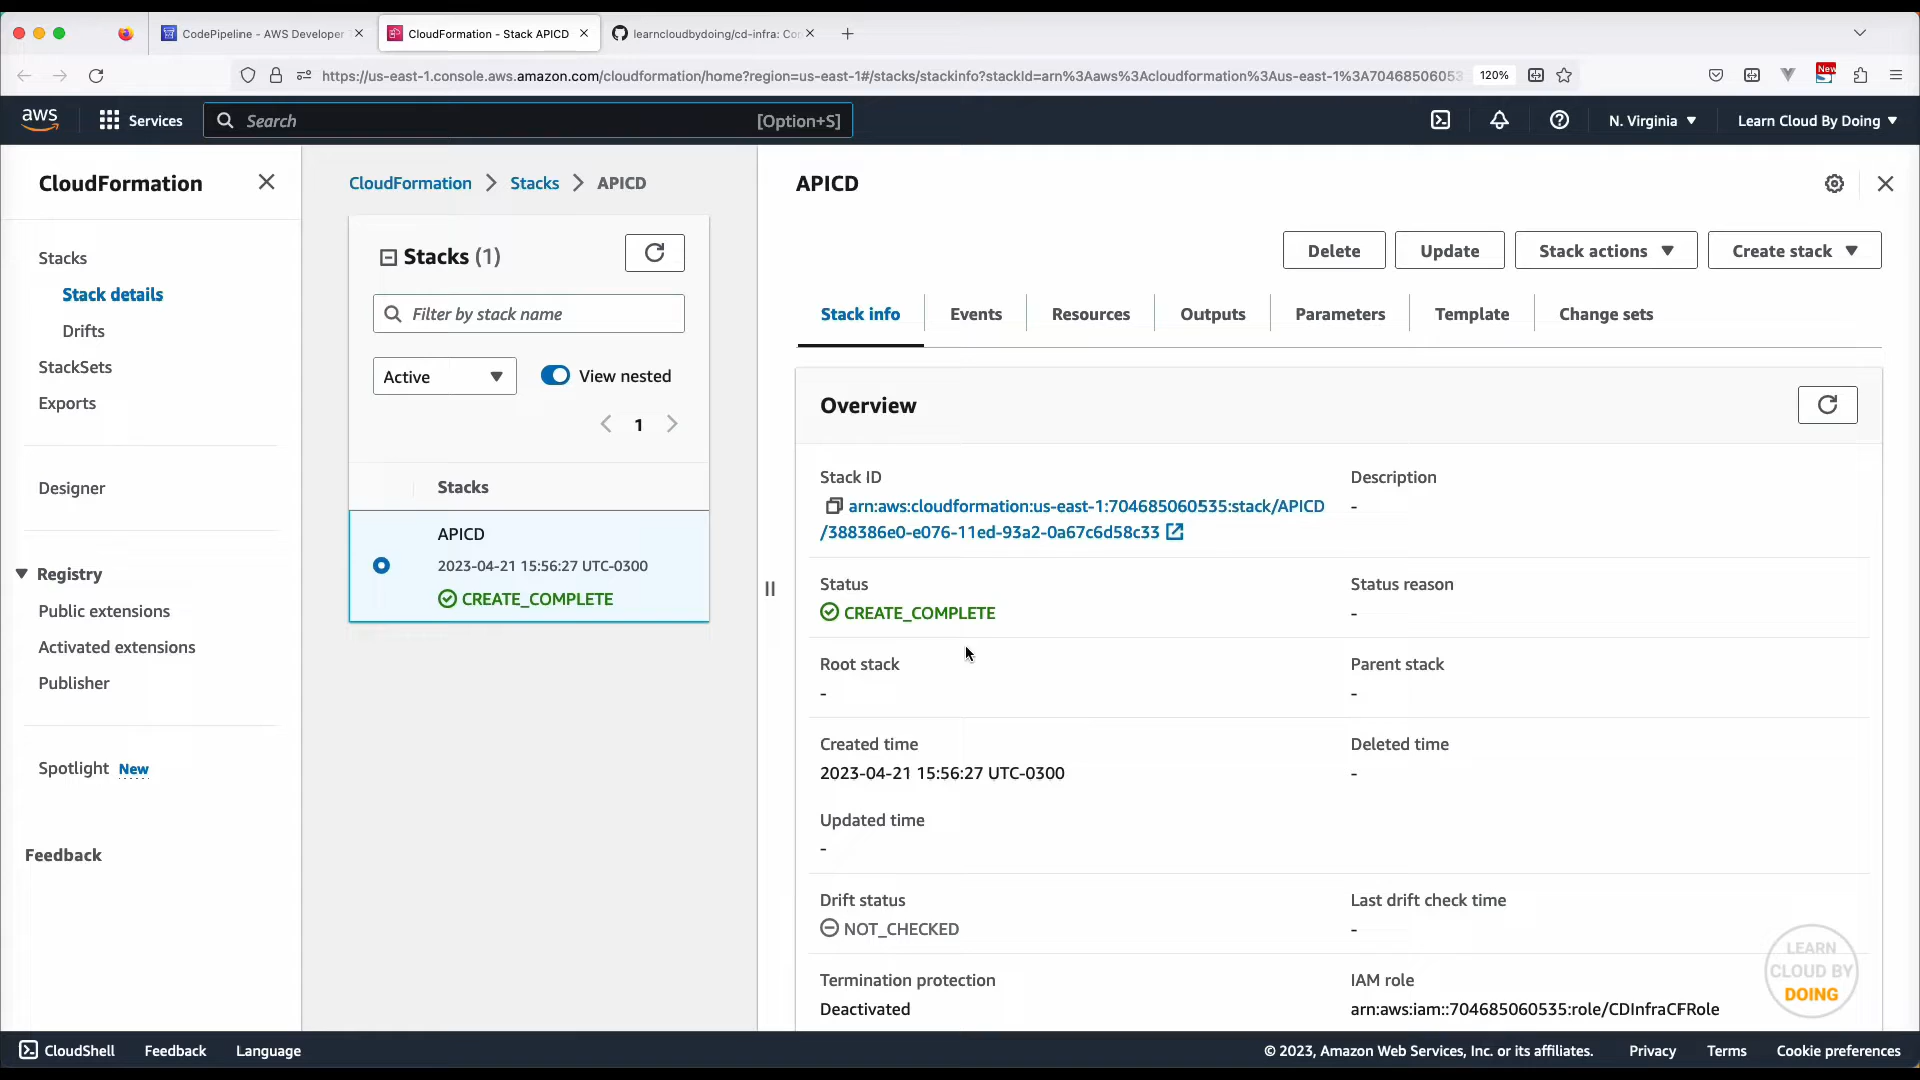 CodePipeline - AWS Developer T
CloudFormation - Stack APICD
learncloudbydoing/cd-infra: Con
https://us-east-1.console.aws.amazon.com/cloudformation/home?region=us-east-1#/stacks/stackinfo?stackId=arn%3Aaws%3Acloudformation%3Aus-east-1%3A70468506053
120%
New
aws
Services
Search
[Option+S]
N. Virginia
Learn Cloud By Doing
CloudFormation
Stacks
Stack details
Drifts
StackSets
Exports
Designer
Registry
Public extensions
Activated extensions
Publisher
Spotlight New
Feedback
CloudFormation
Stacks
APICD
Stacks (1)
Filter by stack name
Active
View nested
1
Stacks
APICD
2023-04-21 15:56:27 UTC-0300
CREATE_COMPLETE
APICD
Delete
Update
Stack actions
Create stack
Stack info
Events
Resources
Outputs
Parameters
Template
Change sets
Overview
Stack ID
arn:aws:cloudformation:us-east-1:704685060535:stack/APICD
/388386e0-e076-11ed-93a2-0a67c6d58c33
Description
-
Status
CREATE_COMPLETE
Status reason
-
Root stack
-
Parent stack
-
Created time
2023-04-21 15:56:27 UTC-0300
Deleted time
-
Updated time
-
Drift status
NOT_CHECKED
Last drift check time
-
Termination protection
Deactivated
IAM role
arn:aws:iam::704685060535:role/CDInfraCFRole
LEARN
CLOUD BY
DOING
CloudShell
Feedback
Language
© 2023, Amazon Web Services, Inc. or its affiliates.
Privacy
Terms
Cookie preferences